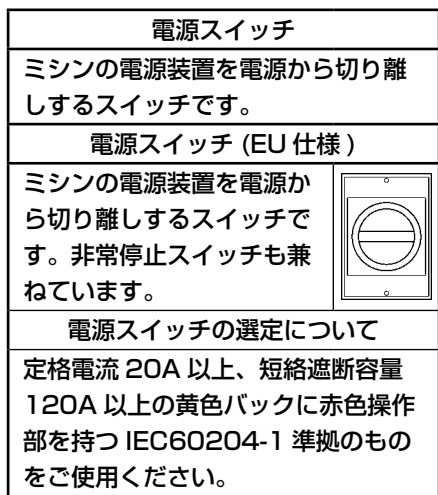 電源スイッチ
ミシンの電源装置を電源から切り離
しするスイッチです。
電源スイッチ (EU 仕様 )
ミシンの電源装置を電源か
ら切り離しするスイッチで
す。非常停止スイッチも兼
ねています。
電源スイッチの選定について
定格電流 20A 以上、短絡遮断容量
120A 以上の黄色バックに赤色操作
部を持つ IEC60204-1 準拠のもの
をご使用ください。